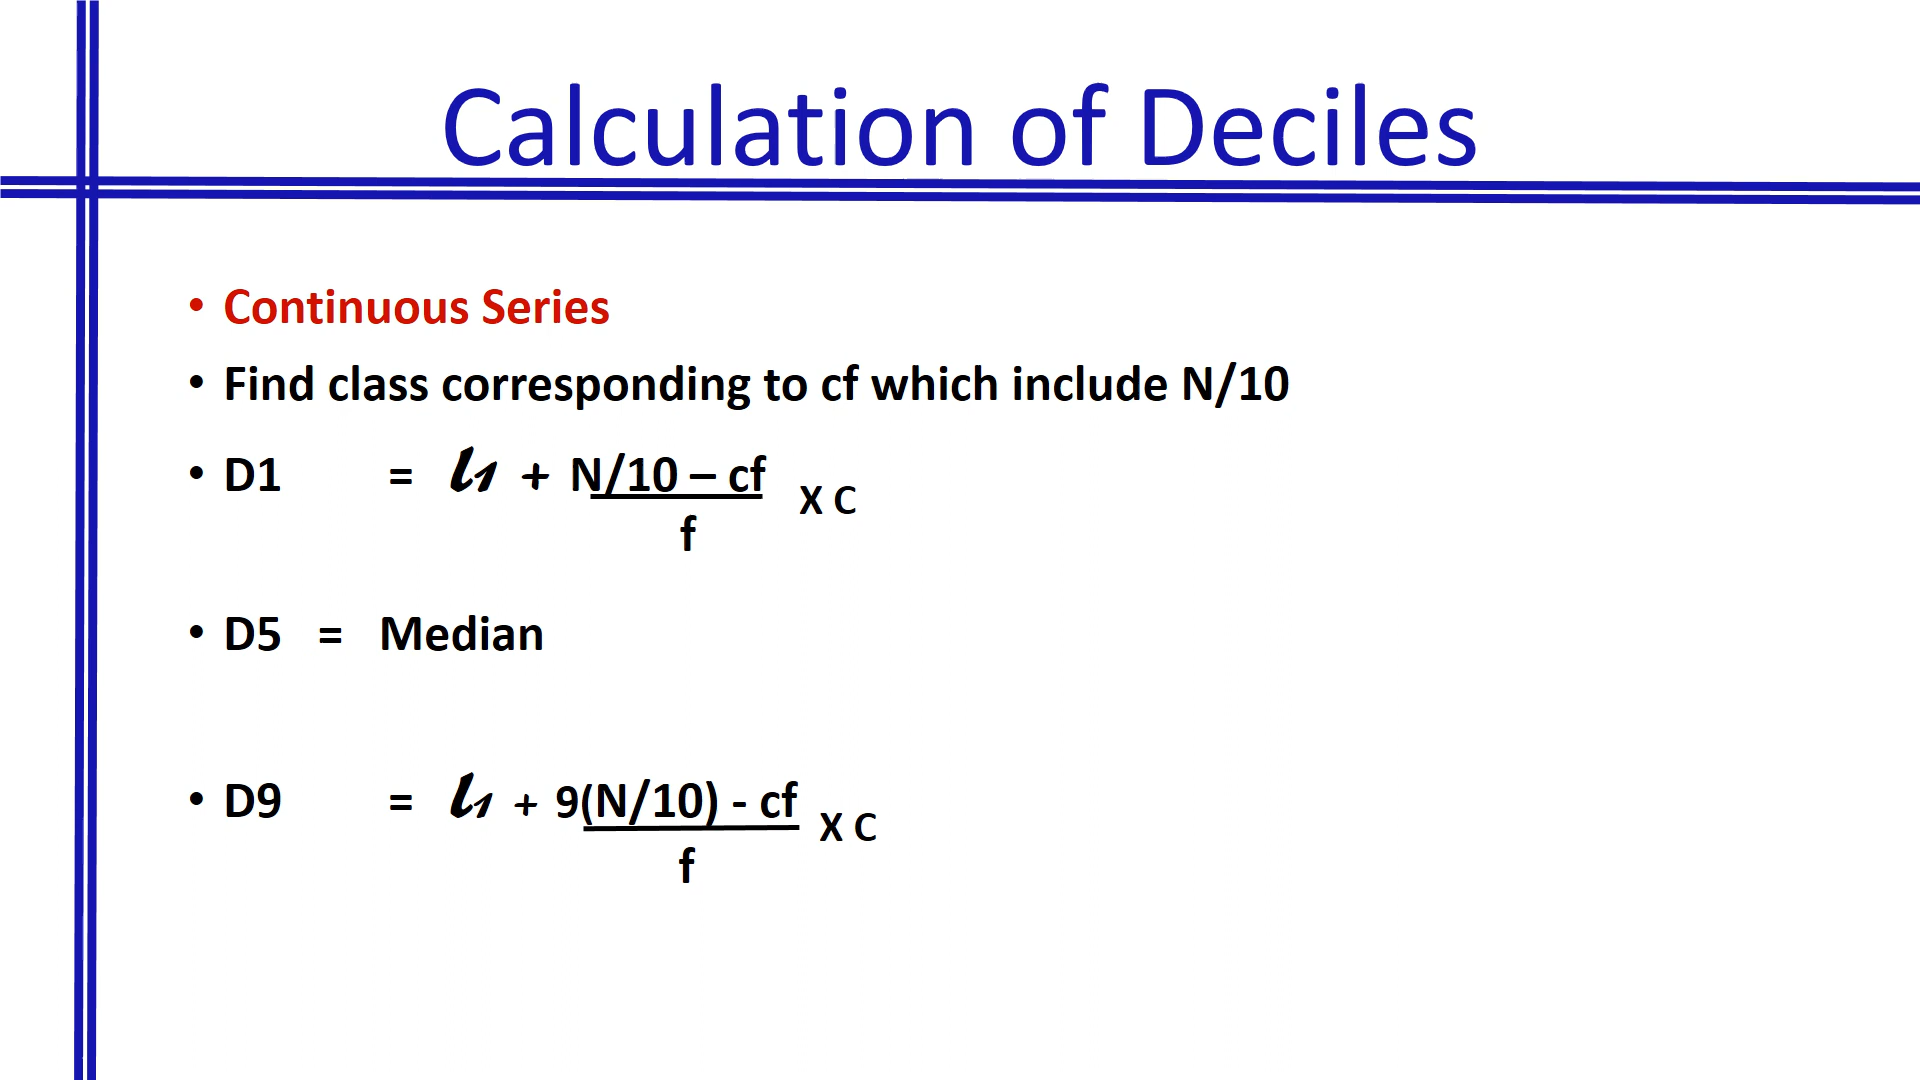 Calculation of Deciles
• Continuous Series
• Find class corresponding to cf which include N/10
• D1 = l1 + N/10 – cf X C
f
• D5 = Median
• D9 = l1 + 9(N/10) - cf X C
f